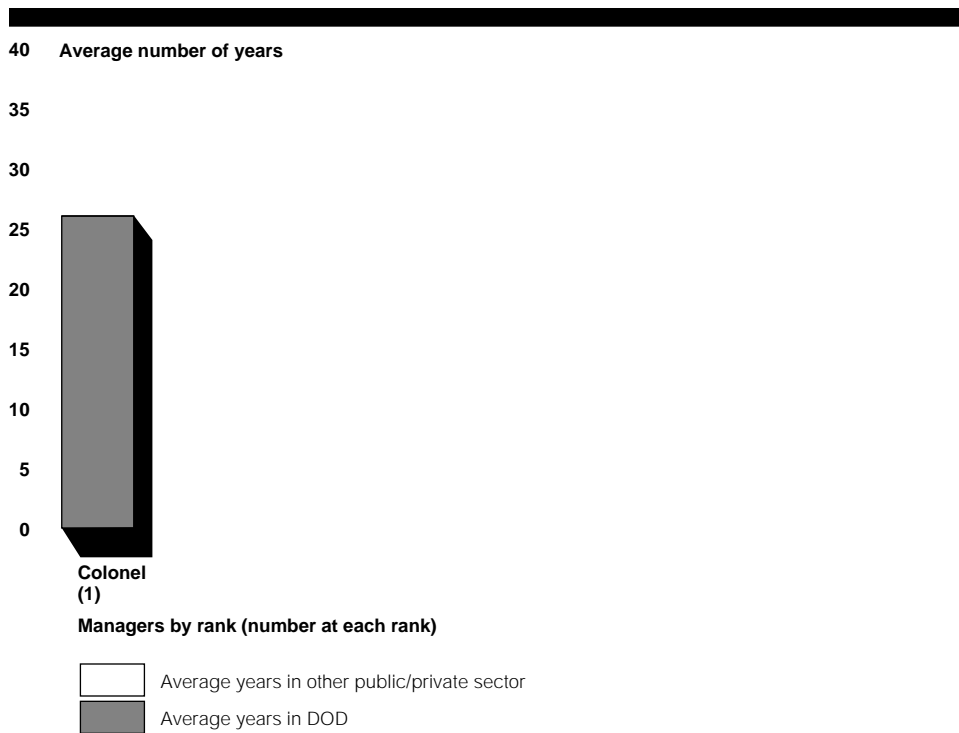 40 Average number of years
35
30
25
20
15
10
5
0
Colonel
(1)
Managers by rank (number at each rank)
Average years in other public/private sector
Average years in DOD